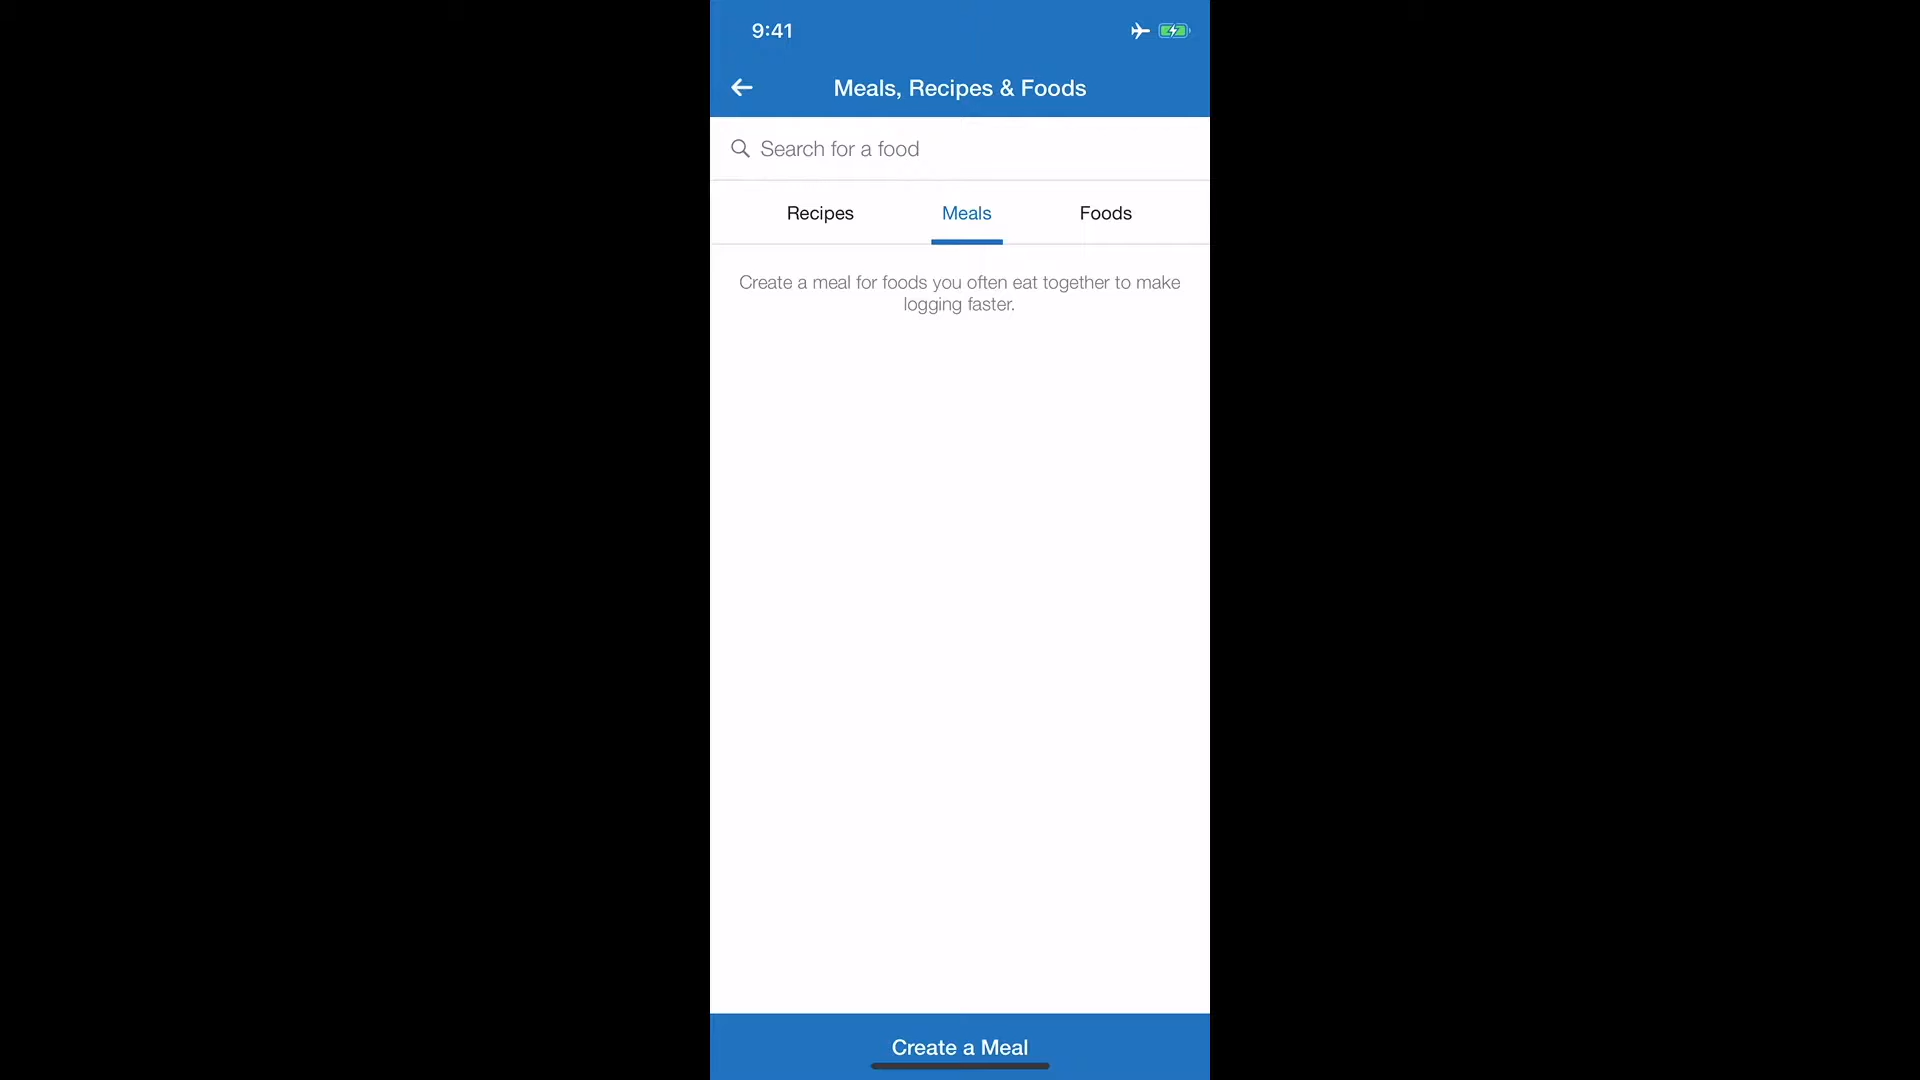 9:41
Meals, Recipes & Foods
Search for a food
Recipes Meals Foods
Create a meal for foods you often eat together to make
logging faster.
Create a Meal